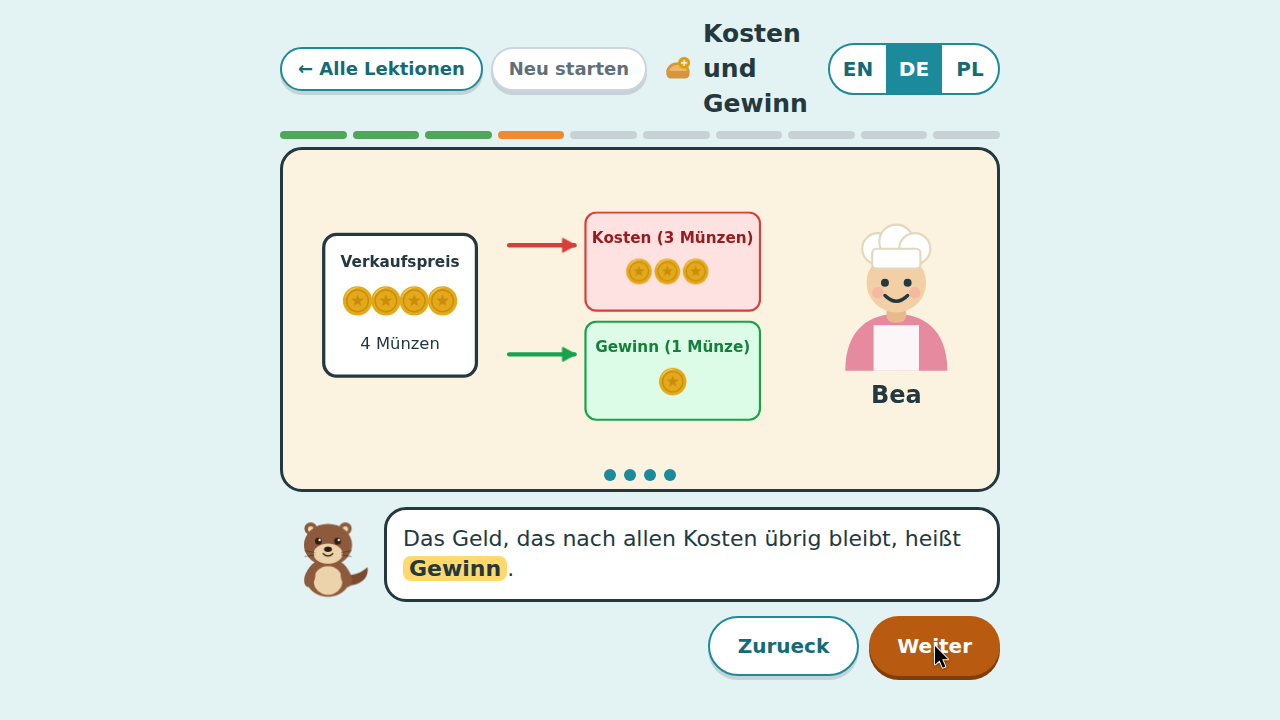 ← Alle Lektionen
Neu starten
Kosten
und
Gewinn
EN
DE
PL
Verkaufspreis
4 Münzen
Kosten (3 Münzen)
Gewinn (1 Münze)
Bea
Das Geld, das nach allen Kosten übrig bleibt, heißt
Gewinn.
Zurueck
Weiter